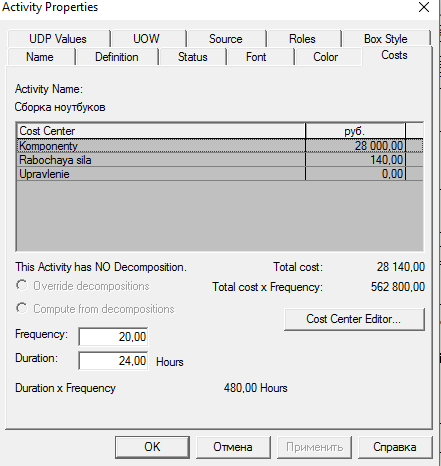 Activity Properties
UDP Values UOW Source Roles Box Style
Name Definition Status Font Color Costs
Activity Name:
Сборка ноутбуков
Cost Center руб.
Komponenty 28 000,00
Rabochaya sila 140,00
Upravlenie 0,00
This Activity has NO Decomposition. Total cost: 28 140,00
Override decompositions Total cost x Frequency: 562 800,00
Compute from decompositions
Cost Center Editor...
Frequency: 20,00
Duration: 24,00 Hours
Duration x Frequency 480,00 Hours
OK Отмена Применить Справка